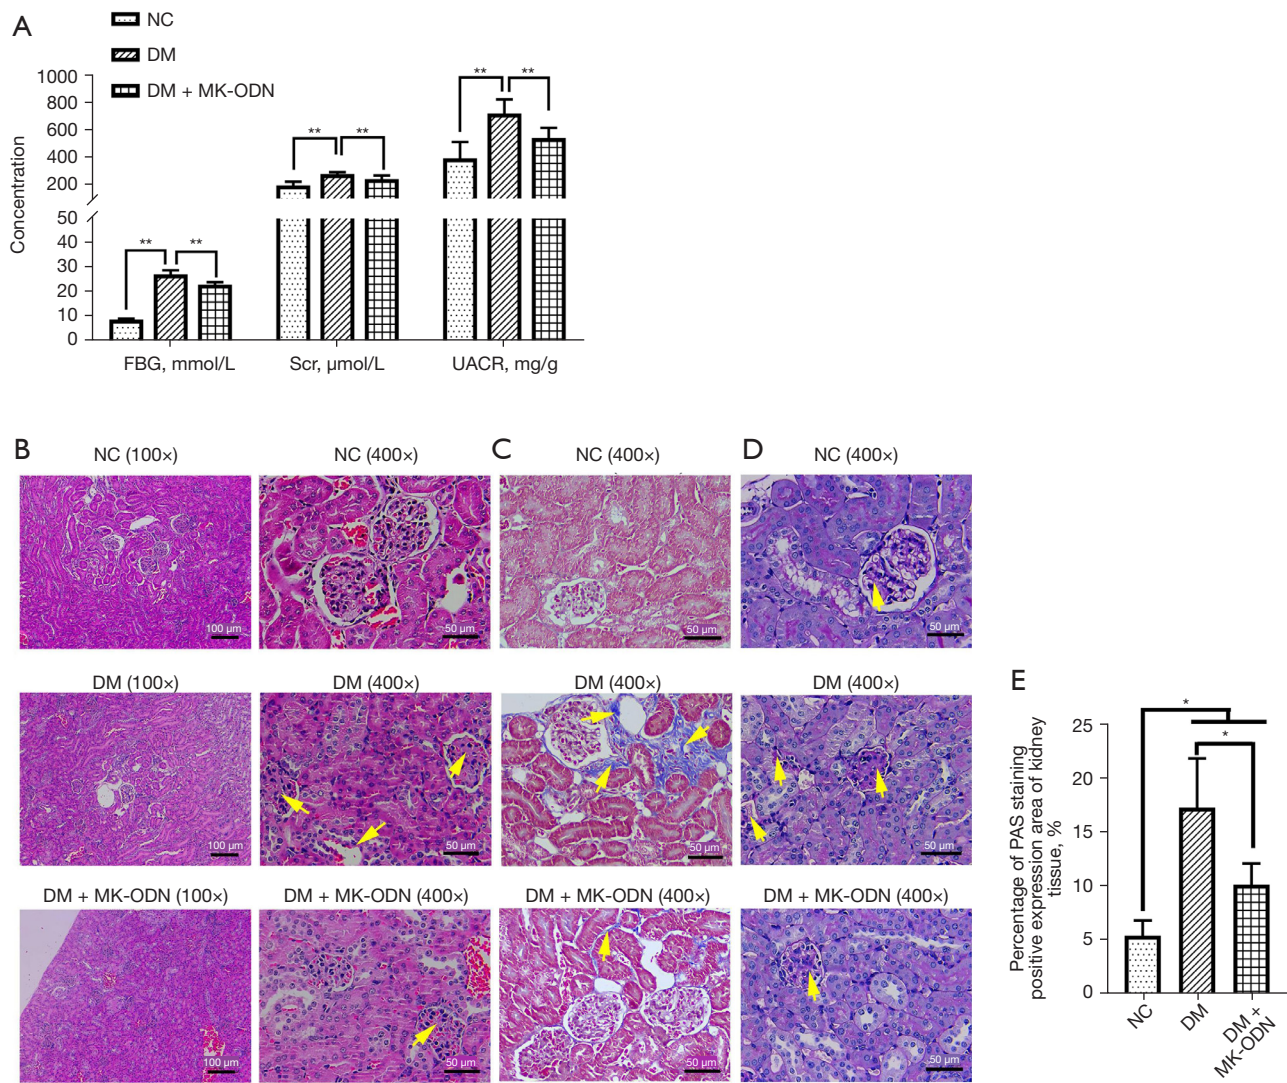 A
NC
DM
DM + MK-ODN
Concentration
1000
800
600
400
200
50
40
30
20
10
0
**
**
**
**
**
**
FBG, mmol/L
Scr, µmol/L
UACR, mg/g
B
NC (100×)
NC (400×)
C
NC (400×)
D
NC (400×)
100 µm
50 µm
50 µm
50 µm
DM (100×)
DM (400×)
DM (400×)
DM (400×)
100 µm
50 µm
50 µm
50 µm
DM + MK-ODN (100×)
DM + MK-ODN (400×)
DM + MK-ODN (400×)
DM + MK-ODN (400×)
100 µm
50 µm
50 µm
50 µm
E
Percentage of PAS staining
positive expression area of kidney
tissue, %
25
20
15
10
5
0
*
*
NC
DM
DM +
MK-ODN